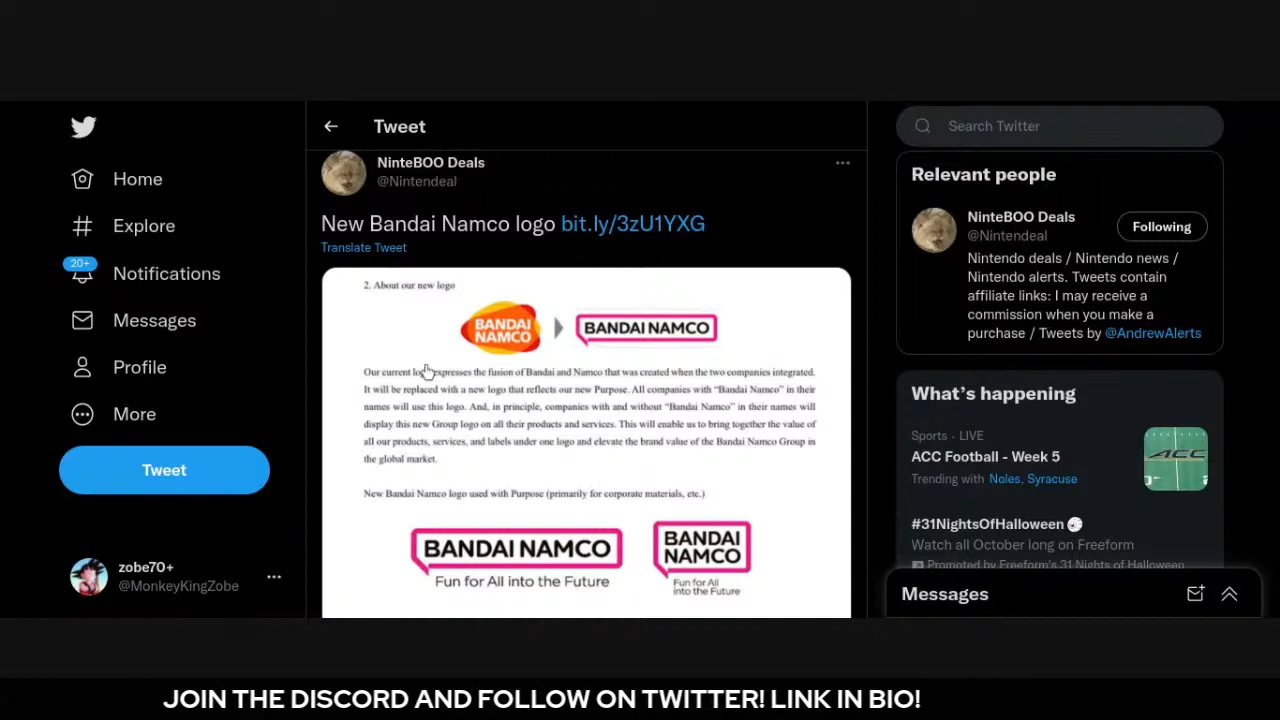 Home
Explore
20+
Notifications
Messages
Profile
More
Tweet
zobe70+
@MonkeyKingZobe
Tweet
NinteBOO Deals
@Nintendeal
New Bandai Namco logo bit.ly/3zU1YXG
Translate Tweet
2. About our new logo
BANDAI
NAMCO
BANDAI NAMCO
Our current logo expresses the fusion of Bandai and Namco that was created when the two companies integrated.
It will be replaced with a new logo that reflects our new Purpose. All companies with “Bandai Namco” in their
names will use this logo. And, in principle, companies with and without “Bandai Namco” in their names will
display this new Group logo on all their products and services. This will enable us to bring together the value of
all our products, services, and labels under one logo and elevate the brand value of the Bandai Namco Group in
the global market.
New Bandai Namco logo used with Purpose (primarily for corporate materials, etc.)
BANDAI NAMCO
Fun for All into the Future
BANDAI
NAMCO
Fun for All
into the Future
Search Twitter
Relevant people
NinteBOO Deals
@Nintendeal
Following
Nintendo deals / Nintendo news /
Nintendo alerts. Tweets contain
affiliate links: I may receive a
commission when you make a
purchase / Tweets by @AndrewAlerts
What’s happening
Sports · LIVE
ACC Football - Week 5
Trending with Noles, Syracuse
ACC
#31NightsOfHalloween
Watch all October long on Freeform
Promoted by Freeform's 31 Nights of Halloween
Messages
JOIN THE DISCORD AND FOLLOW ON TWITTER! LINK IN BIO!